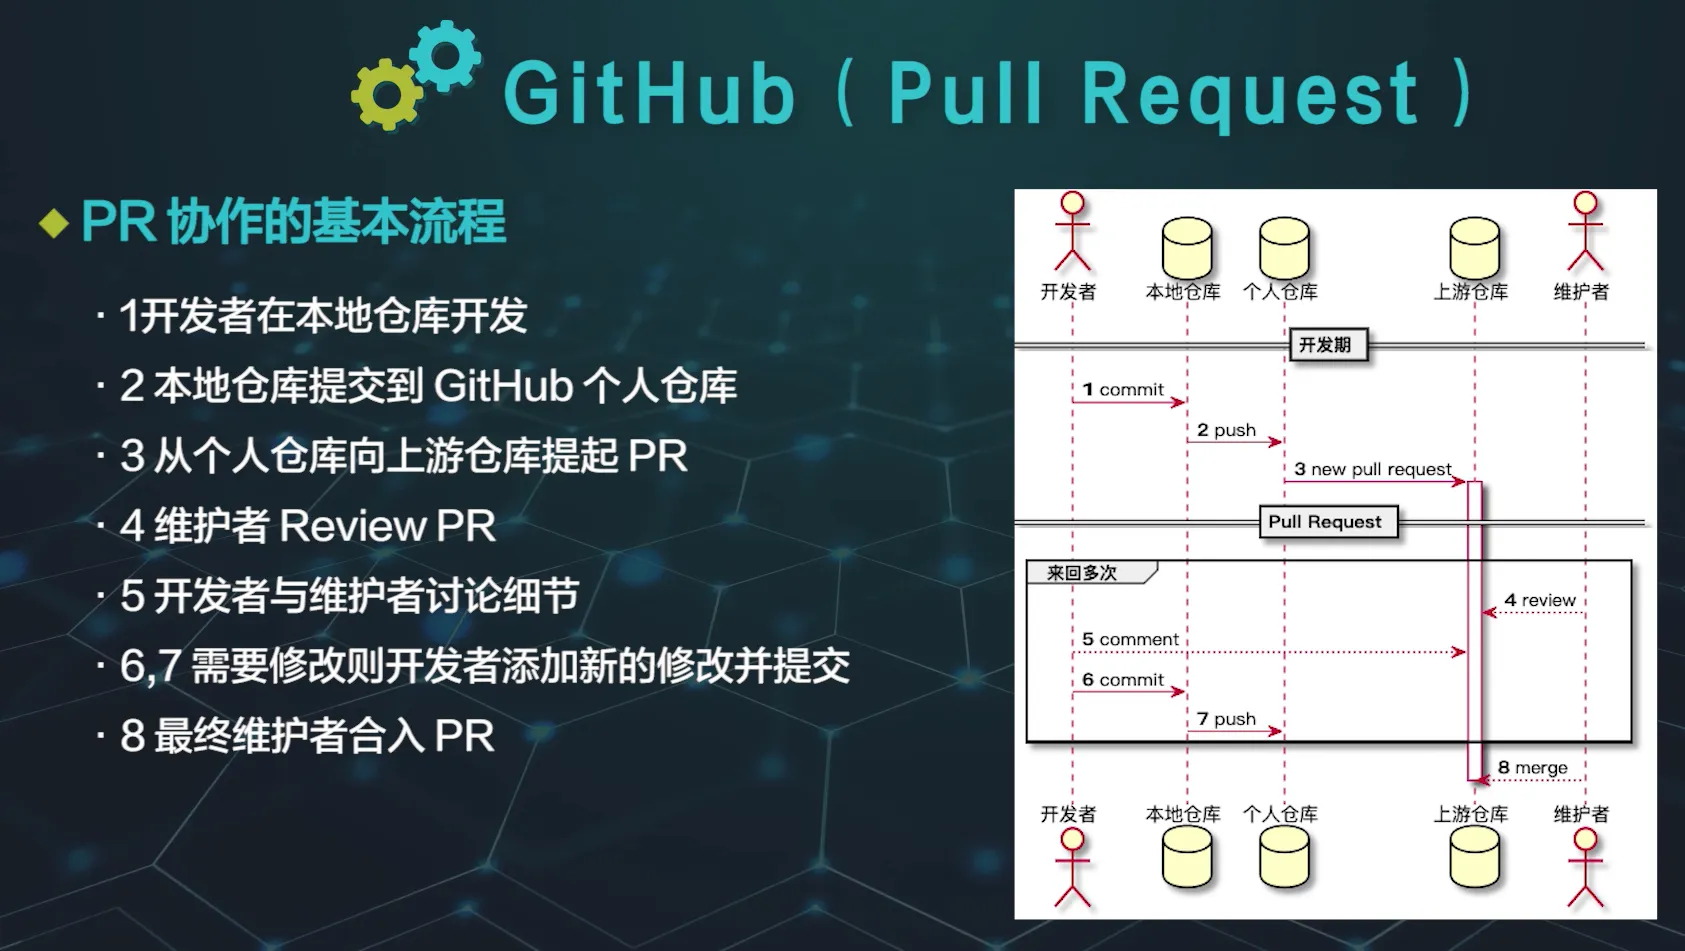 GitHub（Pull Request）
PR 协作的基本流程
· 1开发者在本地仓库开发
· 2 本地仓库提交到 GitHub 个人仓库
· 3 从个人仓库向上游仓库提起 PR
· 4 维护者 Review PR
· 5 开发者与维护者讨论细节
· 6,7 需要修改则开发者添加新的修改并提交
· 8 最终维护者合入 PR
开发者 本地仓库 个人仓库 上游仓库 维护者
开发期
1 commit
2 push
3 new pull request
Pull Request
来回多次
4 review
5 comment
6 commit
7 push
8 merge
开发者 本地仓库 个人仓库 上游仓库 维护者